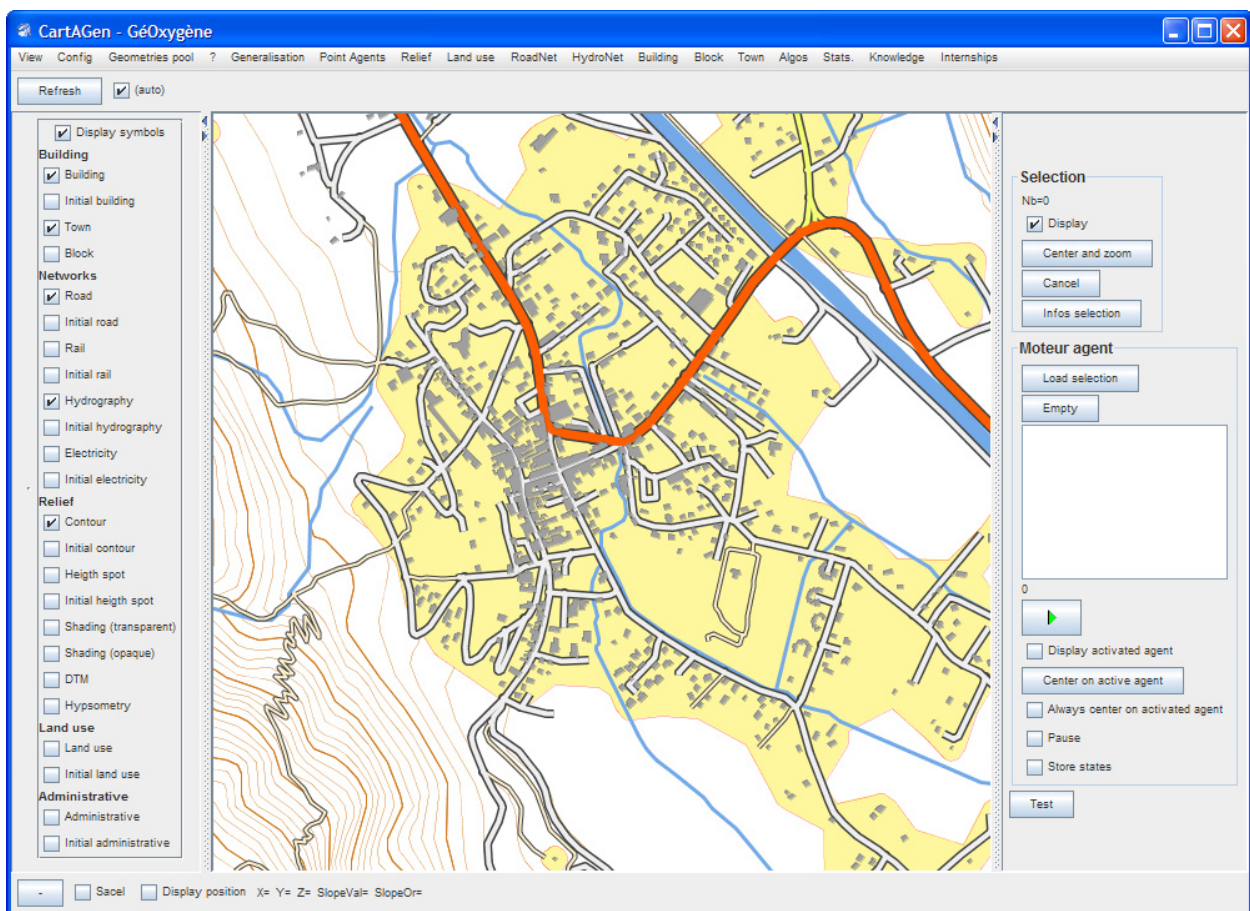 CartAGen - GéOxygène
View Config Geometries pool ? Generalisation Point Agents Relief Land use RoadNet HydroNet Building Block Town Algos Stats. Knowledge Internships
Refresh (auto)
Display symbols
Building
Building
Initial building
Town
Block
Networks
Road
Initial road
Rail
Initial rail
Hydrography
Initial hydrography
Electricity
Initial electricity
Relief
Contour
Initial contour
Heigth spot
Initial heigth spot
Shading (transparent)
Shading (opaque)
DTM
Hypsometry
Land use
Land use
Initial land use
Administrative
Administrative
Initial administrative
Selection
Nb=0
Display
Center and zoom
Cancel
Infos selection
Moteur agent
Load selection
Empty
0
Display activated agent
Center on active agent
Always center on activated agent
Pause
Store states
Test
- Sacel Display position X= Y= Z= SlopeVal= SlopeOr=